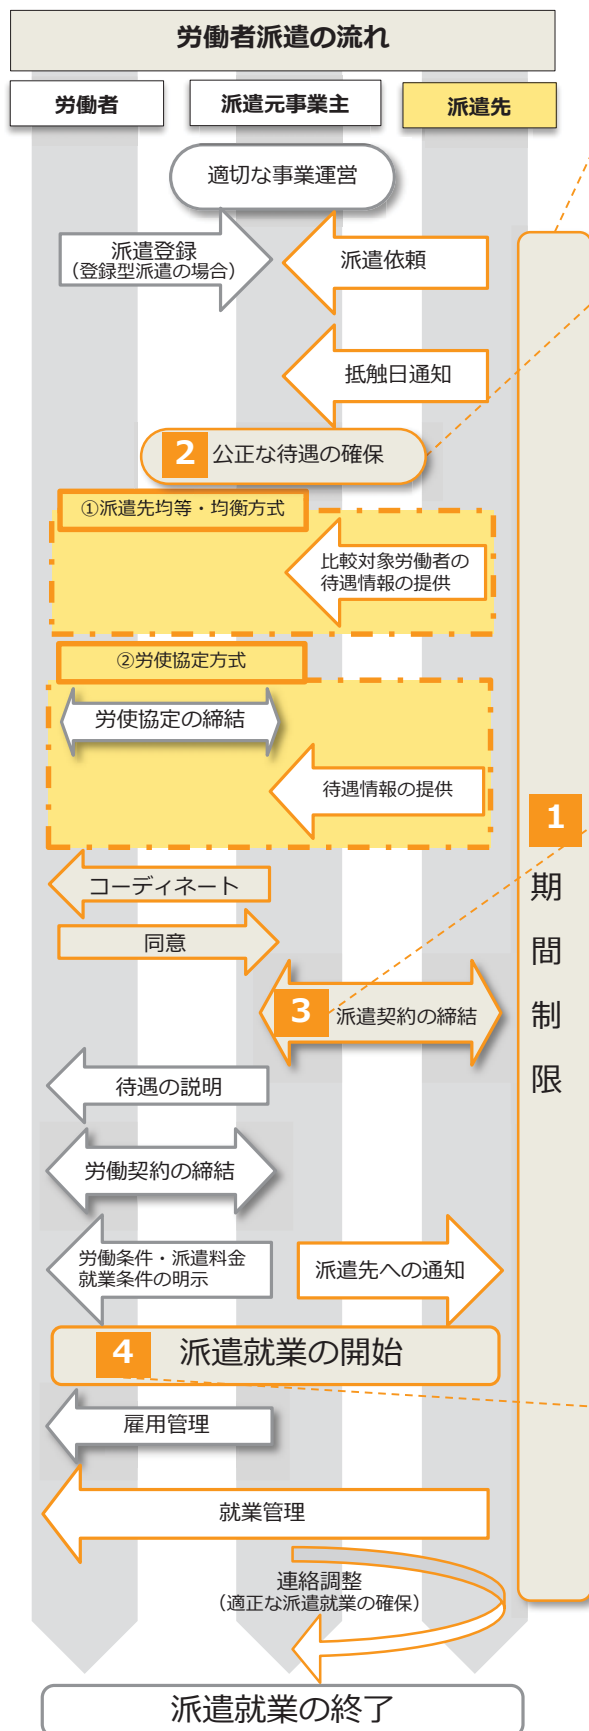 労働者派遣の流れ
労働者
派遣元事業主
派遣先
適切な事業運営
派遣登録
（登録型派遣の場合）
派遣依頼
抵触日通知
2 公正な待遇の確保
①派遣先均等・均衡方式
比較対象労働者の
待遇情報の提供
②労使協定方式
労使協定の締結
待遇情報の提供
1
期
間
制
限
コーディネート
同意
3 派遣契約の締結
待遇の説明
労働契約の締結
労働条件・派遣料金
就業条件の明示
派遣先への通知
4 派遣就業の開始
雇用管理
就業管理
連絡調整
（適正な派遣就業の確保）
派遣就業の終了